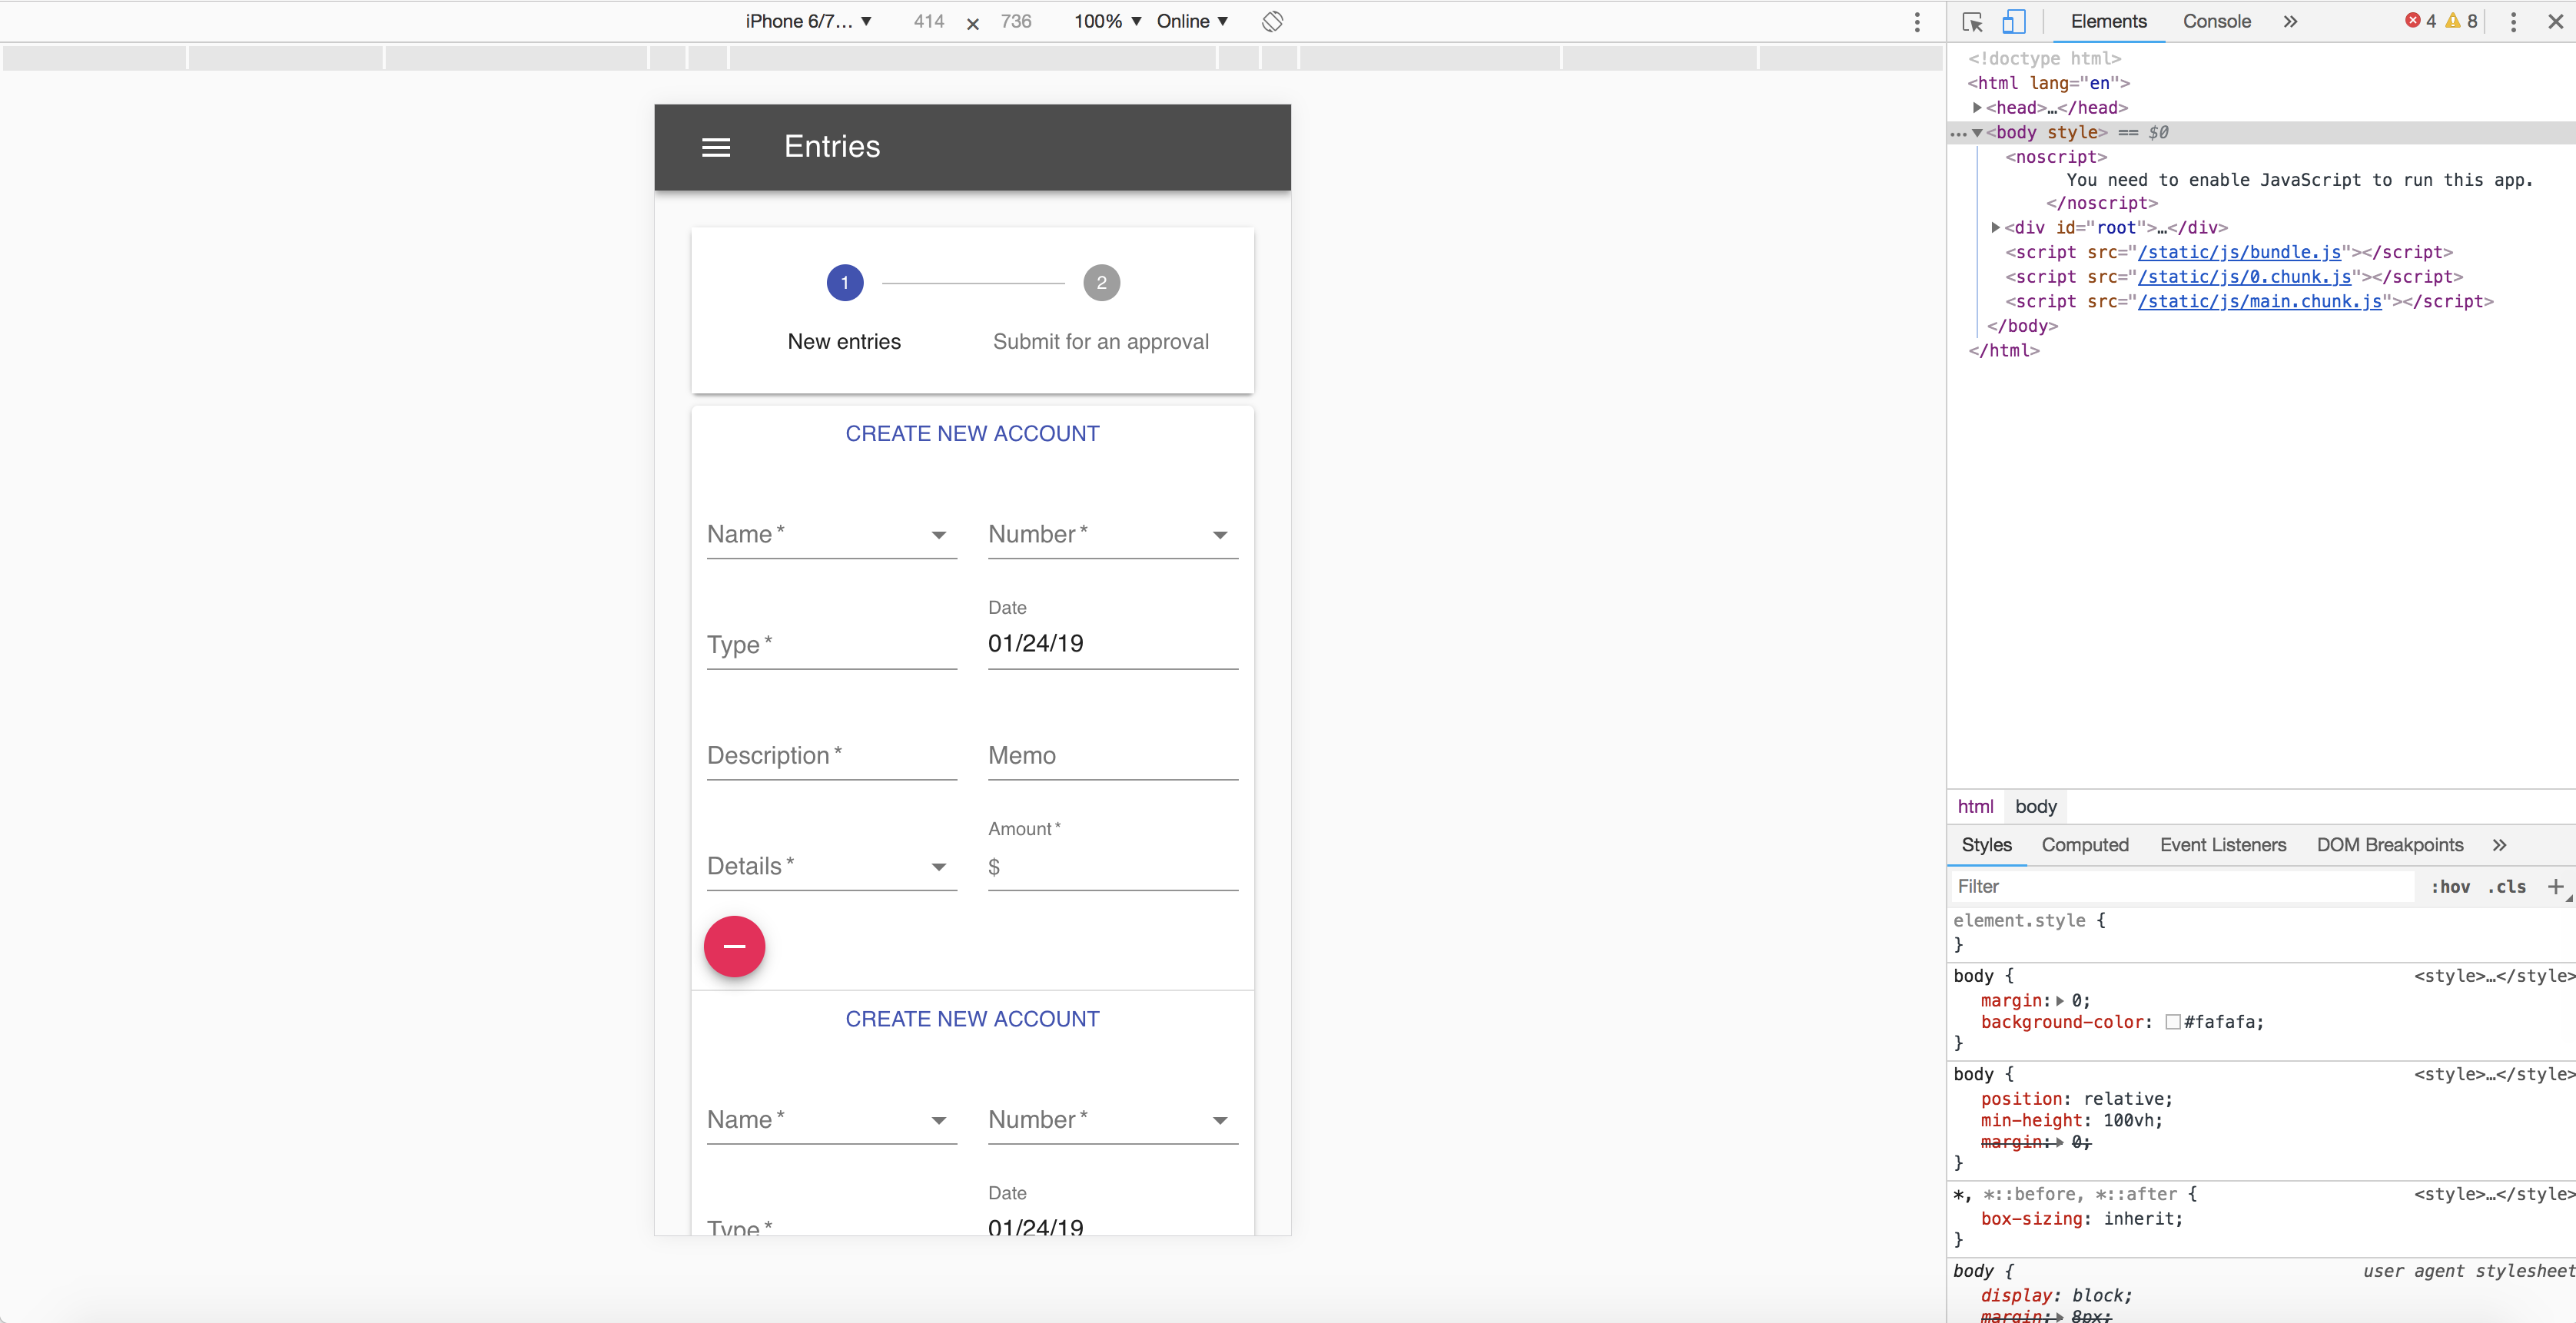 iPhone 6/7… ▼ 414 × 736 100% ▼ Online ▼
Entries
1 2
New entries Submit for an approval
CREATE NEW ACCOUNT
Name * Number *
Date
Type * 01/24/19
Description * Memo
Amount *
Details * $
CREATE NEW ACCOUNT
Name * Number *
Date
Type * 01/24/19
Elements Console » 4 8
<!doctype html>
<html lang="en">
<head>…</head>
… <body style> == $0
<noscript>
You need to enable JavaScript to run this app.
</noscript>
<div id="root">…</div>
<script src="/static/js/bundle.js"></script>
<script src="/static/js/0.chunk.js"></script>
<script src="/static/js/main.chunk.js"></script>
</body>
</html>
html body
Styles Computed Event Listeners DOM Breakpoints »
Filter :hov .cls +
element.style {
}
body { <style>…</style>
margin: 0;
background-color: #fafafa;
}
body { <style>…</style>
position: relative;
min-height: 100vh;
margin: 0;
}
*, *::before, *::after { <style>…</style>
box-sizing: inherit;
}
body { user agent stylesheet
display: block;
margin: 8px;